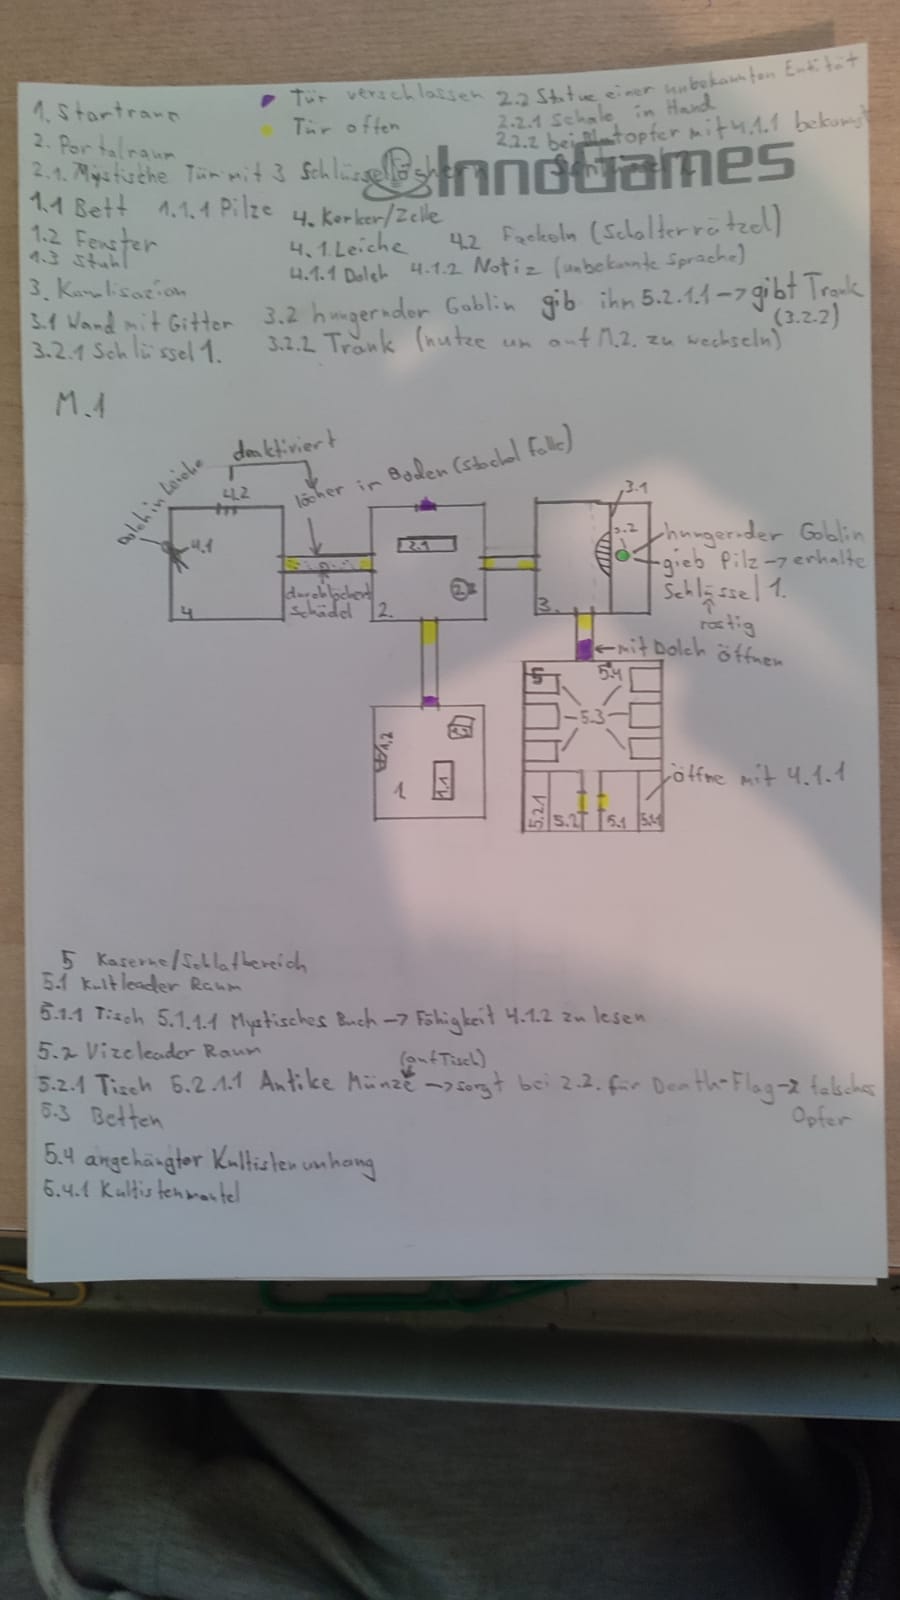 1. Startraum
Tür verschlassen
2.2 Statue einer unbekannten Entität
2.2.1 Schale in Hand
Tür offen
2.2.2 bei Blutopfer mit 4.1.1 bekomst
2. Portalraum
2.1. Mystische Tür mit 3 Schlüssellöchern
InnoGames
1.1 Bett 1.1.1 Pilze
4. Kerker/Zelle
1.2 Fenster
4.1. Leiche 4.2 Fackeln (Schalterrätzel)
1.3 Stuhl
4.1.1 Dolch 4.1.2 Notiz (unbekannte Sprache)
3. Kanalisazion
3.1 Wand mit Gitter
3.2 hungernder Goblin gib ihm 5.2.1.1 -> gibt Trank
(3.2.2)
3.2.1 Schlüssel 1.
3.2.2 Trank (nutze um auf M.2. zu wechseln)
M.1
deaktiviert
Dolch in Leiche
löcher im Boden (stachel Falle)
4.2
3.1
4.1
2.1
3.2
hungernder Goblin
gieb Pilz -> erhalte
Schlüssel 1.
rostig
durchlöcherter
Schädel
4
2.
3.
<-mit Dolch öffnen
5
5.4
5.3
1.2
1.3
1
1.1
öffne mit 4.1.1
5.2.1
5.2
5.1
5.1.1
5 Kaserne/Schlafbereich
5.1 Kultleader Raum
5.1.1 Tisch 5.1.1.1 Mystisches Buch -> Fähigkeit 4.1.2 zu lesen
5.2 Vizeleader Raum
(auf Tisch)
5.2.1 Tisch 5.2.1.1 Antike Münze -> sorgt bei 2.2. für Death-Flag-> falsches
Opfer
5.3 Betten
5.4 angehängter Kultistenumhang
5.4.1 Kultistenmantel